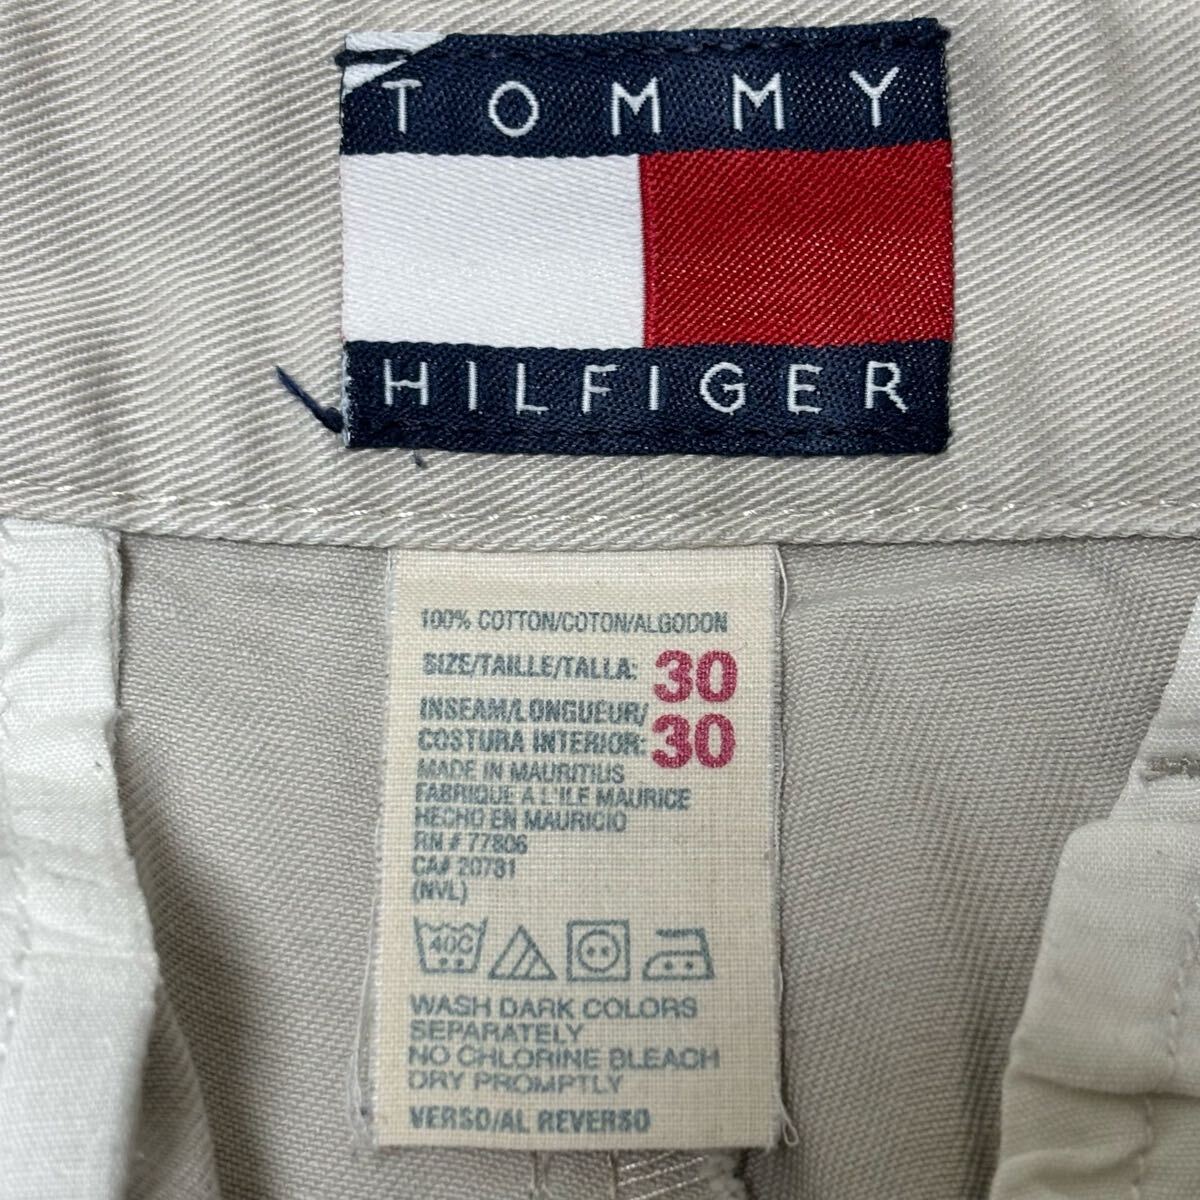 TOMMY
HILFIGER
100% COTTON/COTON/ALGODON
SIZE/TAILLE/TALLA: 30
INSEAM/LONGUEUR/
COSTURA INTERIOR: 30
MADE IN MAURITIUS
FABRIQUE A L'ILE MAURICE
HECHO EN MAURICIO
RN # 77806
CA# 20781
(NVL)
40C
WASH DARK COLORS
SEPARATELY
NO CHLORINE BLEACH
DRY PROMPTLY
VERSO/AL REVERSO